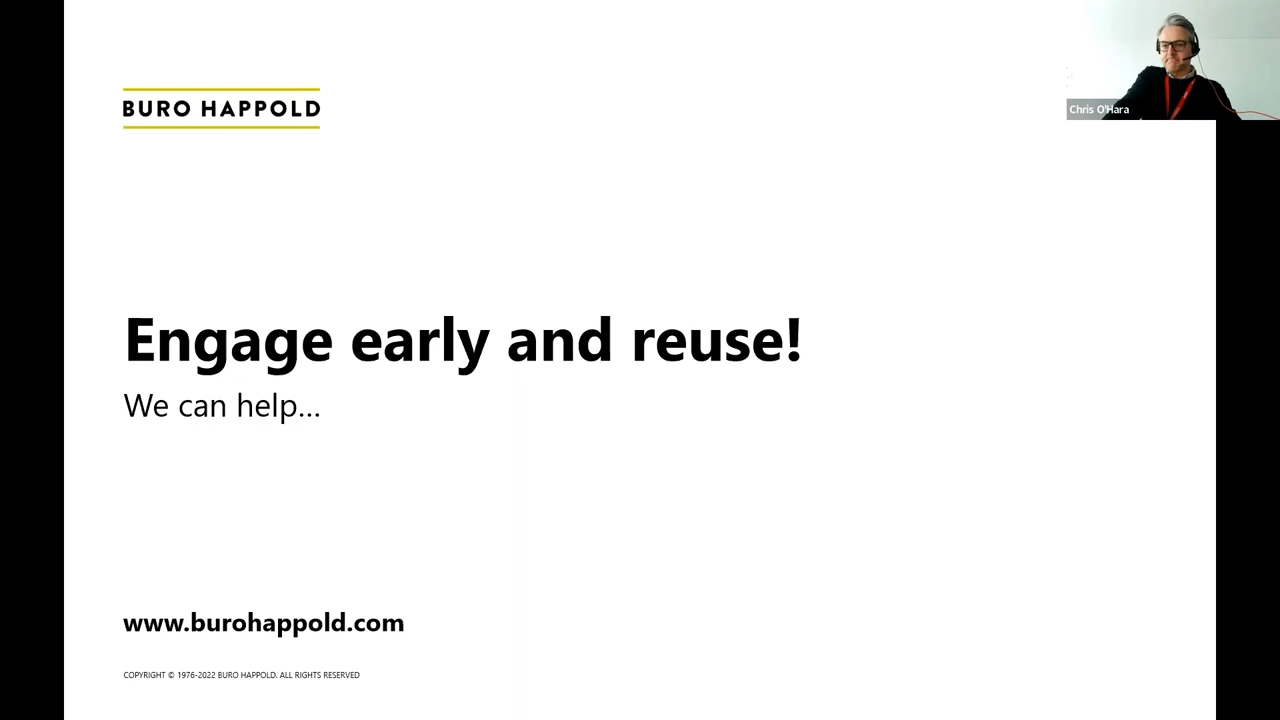 BURO HAPPOLD
Chris O'Hara
Engage early and reuse!
We can help...
www.burohappold.com
COPYRIGHT © 1976-2022 BURO HAPPOLD. ALL RIGHTS RESERVED